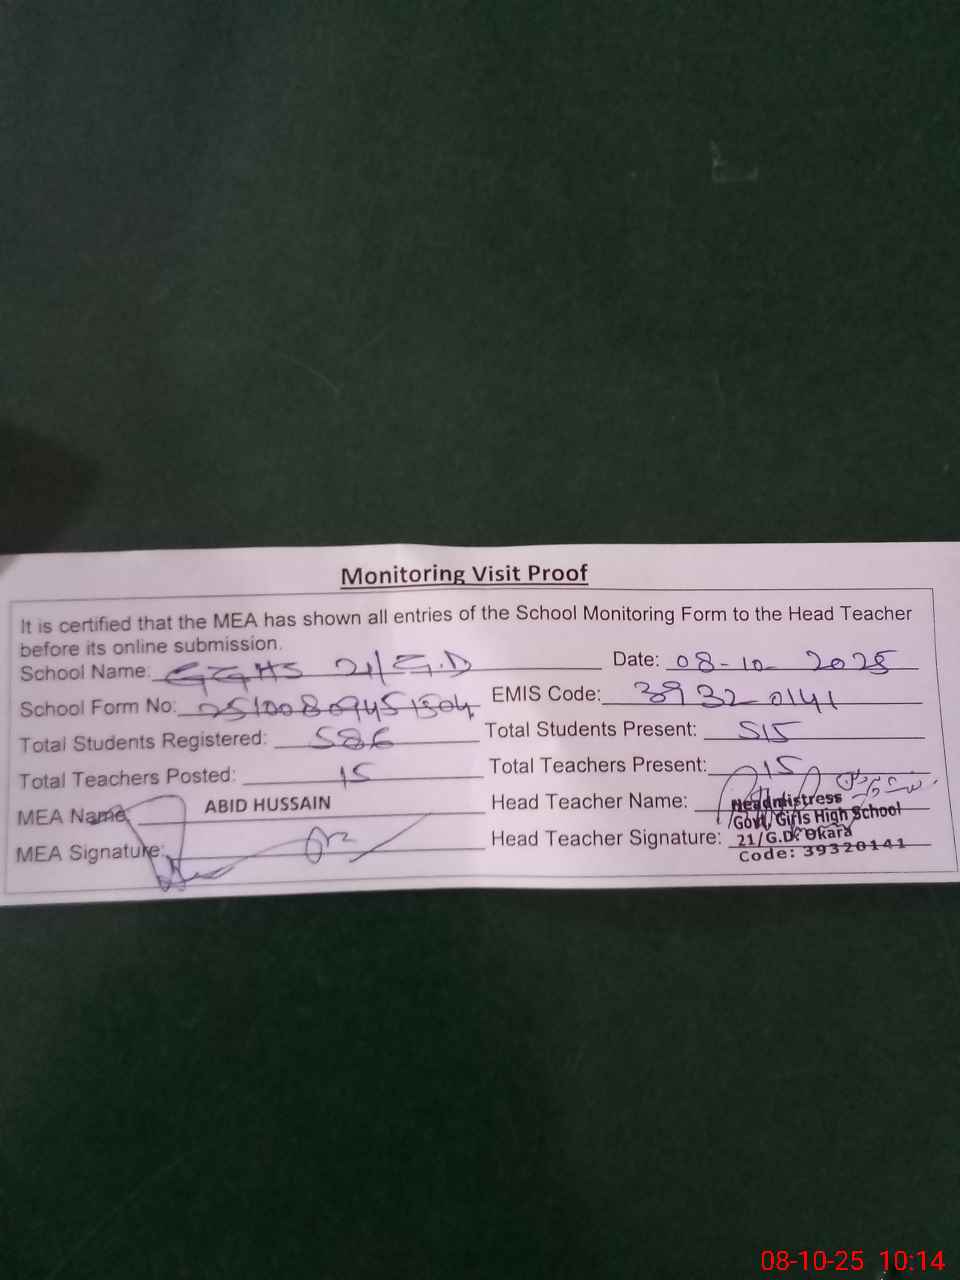 Monitoring Visit Proof
It is certified that the MEA has shown all entries of the School Monitoring Form to the Head Teacher
before its online submission.
School Name: GGHS 21/G.D Date: 08-10-2025
School Form No: 25100809451504 EMIS Code: 39320141
Total Students Registered: 586 Total Students Present: 515
Total Teachers Posted: 15 Total Teachers Present: 15
MEA Name: ABID HUSSAIN Head Teacher Name:
Headmistress
Govt, Girls High School
MEA Signature: Head Teacher Signature: 21/G.D. Okara
Code: 39320141
08-10-25 10:14